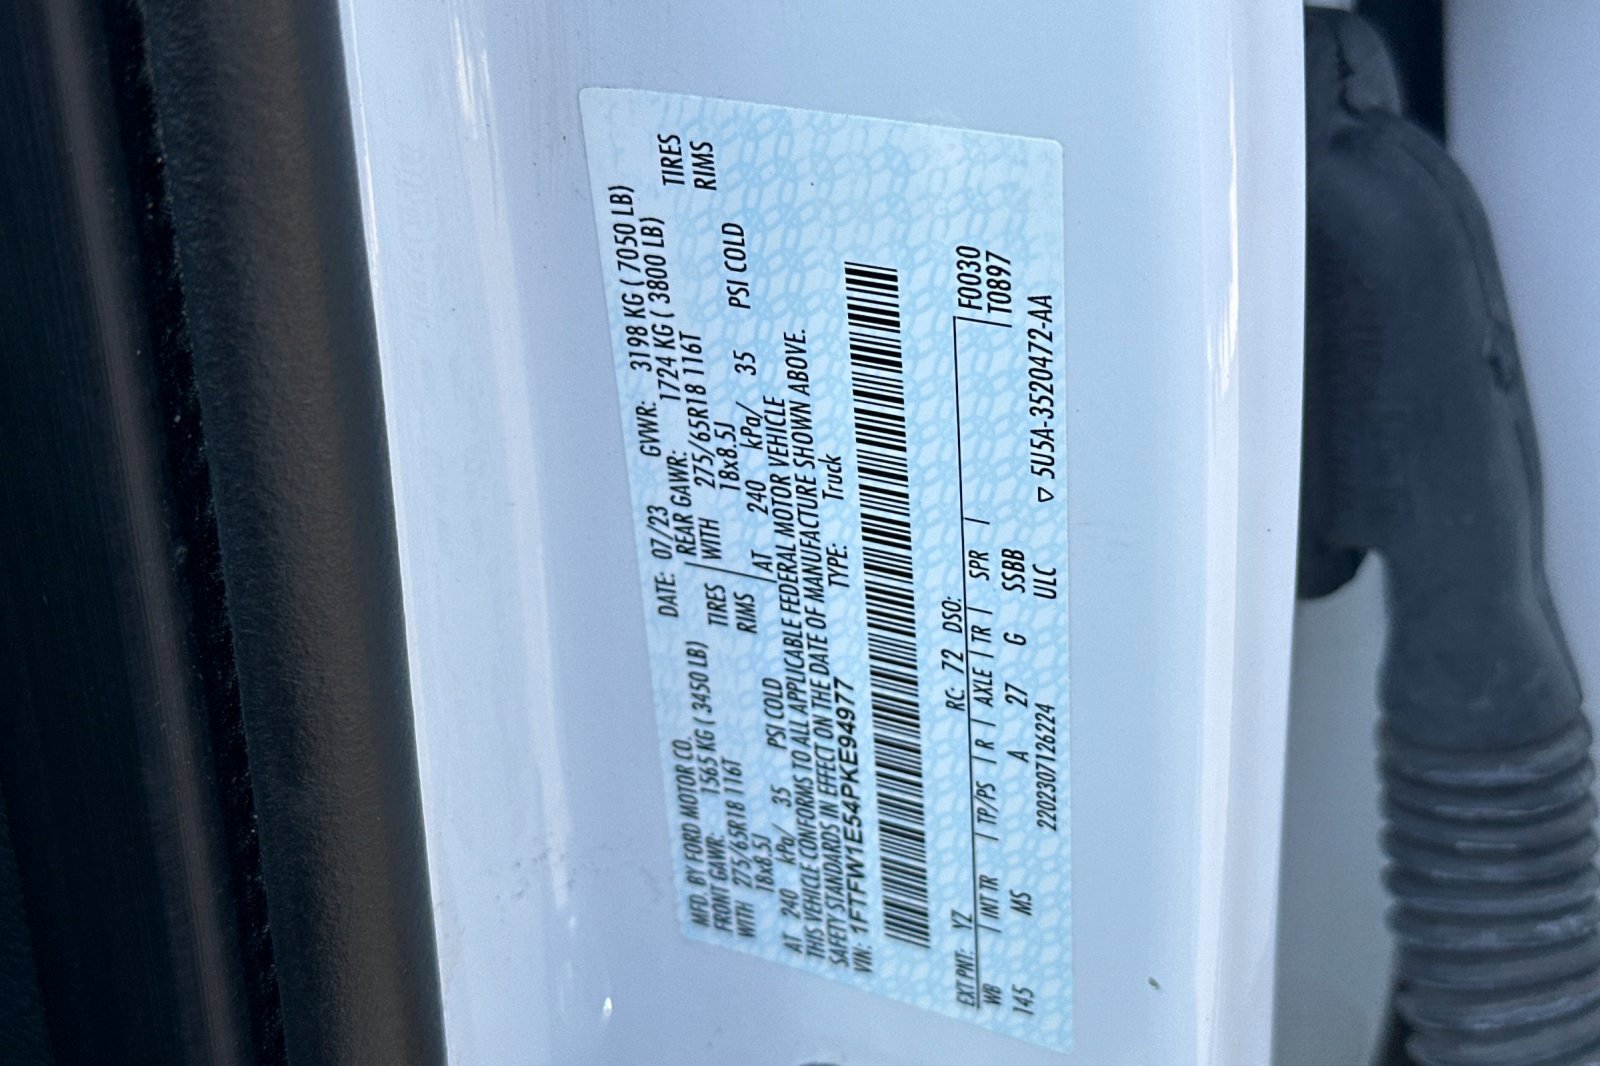 MFD. BY FORD MOTOR CO. DATE: 07/23 GVWR: 3198 KG ( 7050 LB)
FRONT GAWR: 1565 KG ( 3450 LB) REAR GAWR: 1724 KG ( 3800 LB)
WITH 275/65R18 116T TIRES WITH 275/65R18 116T TIRES
18x8.5J RIMS 18x8.5J RIMS
AT 240 kPa/ 35 PSI COLD AT 240 kPa/ 35 PSI COLD
THIS VEHICLE CONFORMS TO ALL APPLICABLE FEDERAL MOTOR VEHICLE
SAFETY STANDARDS IN EFFECT ON THE DATE OF MANUFACTURE SHOWN ABOVE.
VIN: 1FTFW1E54PKE94977 TYPE: Truck
EXT PNT: YZ RC: 72 DSO: F0030
WB | INT TR | TP/PS | R | AXLE | TR | SPR | T0897
145 MS A 27 G SSBB
220230726224 ULC ▽ 5U5A-3520472-AA